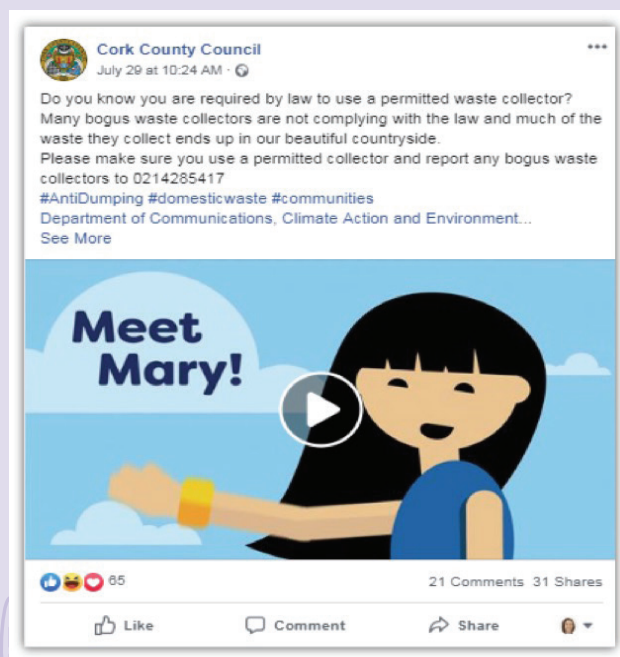 Cork County Council
July 29 at 10:24 AM ·
Do you know you are required by law to use a permitted waste collector?
Many bogus waste collectors are not complying with the law and much of the
waste they collect ends up in our beautiful countryside.
Please make sure you use a permitted collector and report any bogus waste
collectors to 0214285417
#AntiDumping #domesticwaste #communities
Department of Communications, Climate Action and Environment...
See More
Meet
Mary!
65
21 Comments 31 Shares
Like Comment Share